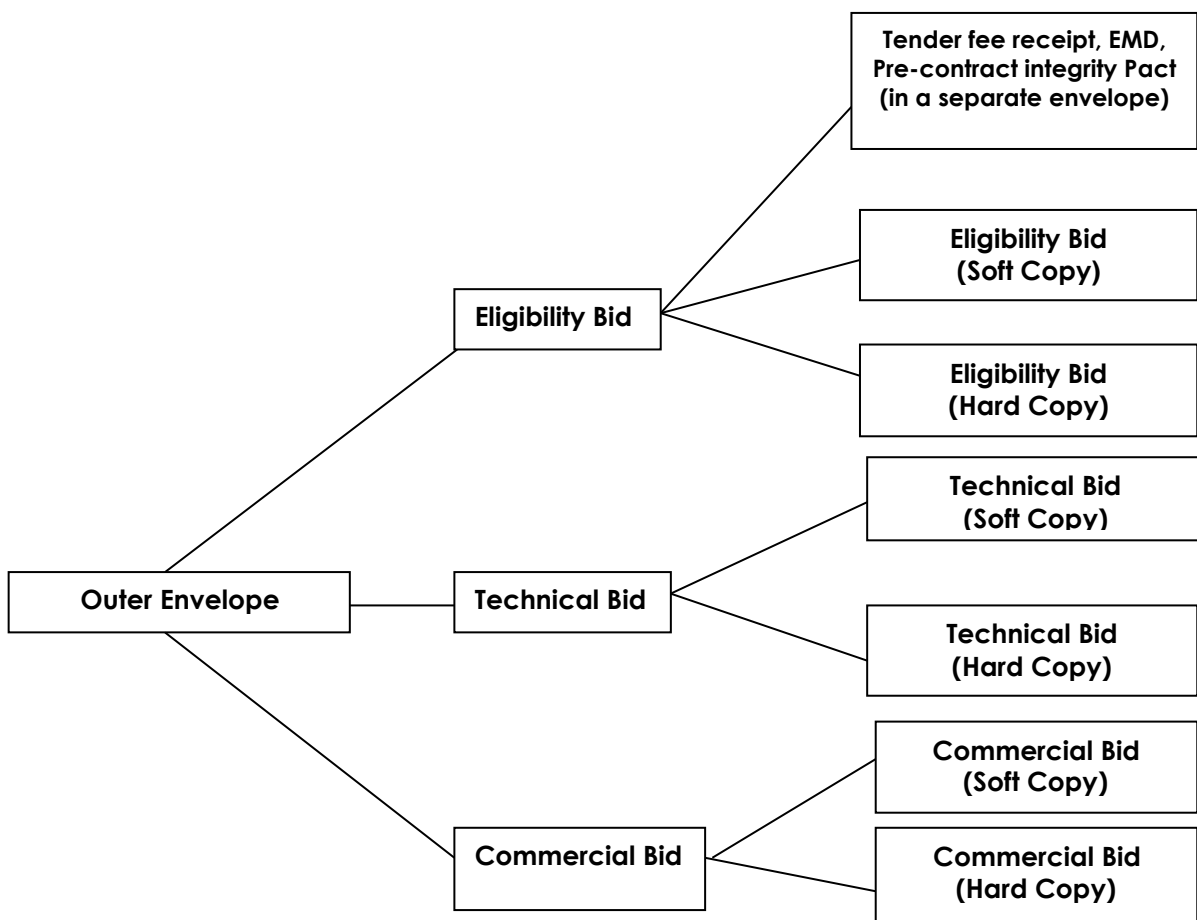 Tender fee receipt, EMD,
Pre-contract integrity Pact
(in a separate envelope)
Eligibility Bid
(Soft Copy)
Eligibility Bid
Eligibility Bid
(Hard Copy)
Technical Bid
(Soft Copy)
Outer Envelope
Technical Bid
Technical Bid
(Hard Copy)
Commercial Bid
(Soft Copy)
Commercial Bid
Commercial Bid
(Hard Copy)